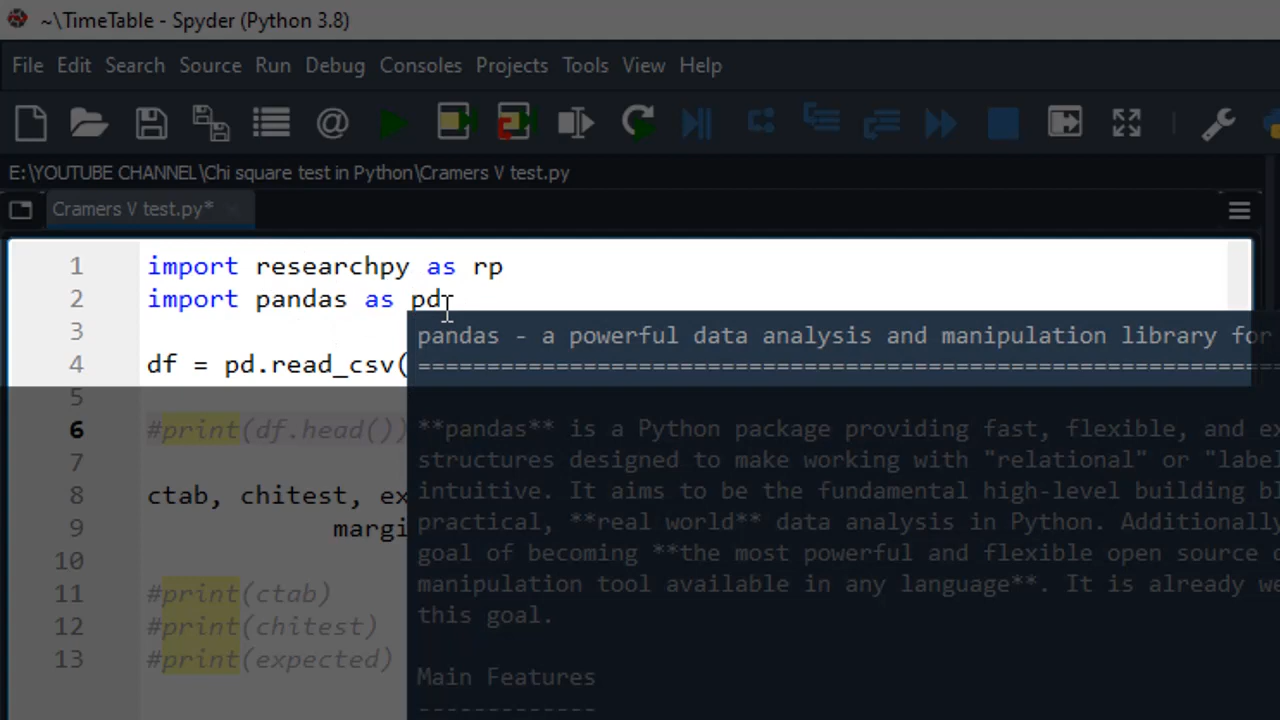 ~\TimeTable - Spyder (Python 3.8)
File Edit Search Source Run Debug Consoles Projects Tools View Help
E:\YOUTUBE CHANNEL\Chi square test in Python\Cramers V test.py
Cramers V test.py*
1 import researchpy as rp
2 import pandas as pd
3
4 df = pd.read_csv(
5
6 #print(df.head())
7
8 ctab, chitest, ex
9 margi
10
11 #print(ctab)
12 #print(chitest)
13 #print(expected)
pandas - a powerful data analysis and manipulation library for
=======================================================
**pandas** is a Python package providing fast, flexible, and ex
structures designed to make working with "relational" or "label
intuitive. It aims to be the fundamental high-level building bl
practical, **real world** data analysis in Python. Additionally
goal of becoming **the most powerful and flexible open source
manipulation tool available in any language**. It is already we
this goal.
Main Features
-------------